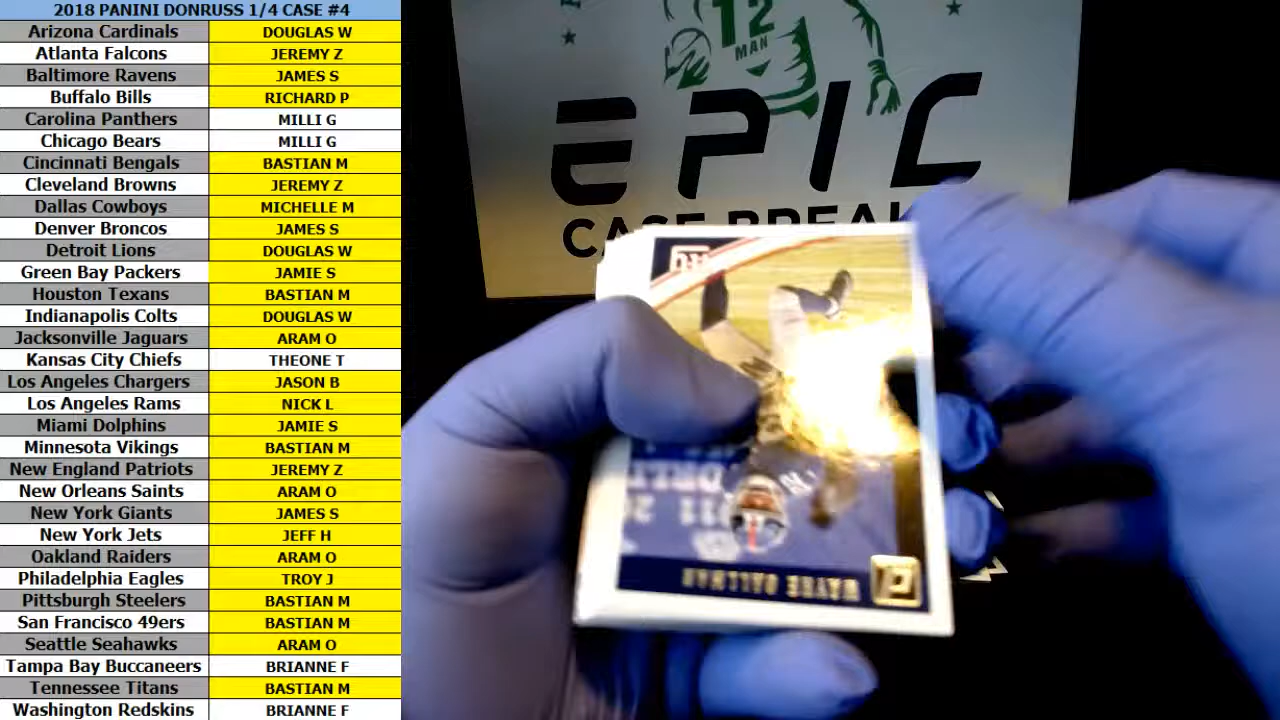 2018 PANINI DONRUSS 1/4 CASE #4
Arizona Cardinals DOUGLAS W
Atlanta Falcons JEREMY Z
Baltimore Ravens JAMES S
Buffalo Bills RICHARD P
Carolina Panthers MILLI G
Chicago Bears MILLI G
Cincinnati Bengals BASTIAN M
Cleveland Browns JEREMY Z
Dallas Cowboys MICHELLE M
Denver Broncos JAMES S
Detroit Lions DOUGLAS W
Green Bay Packers JAMIE S
Houston Texans BASTIAN M
Indianapolis Colts DOUGLAS W
Jacksonville Jaguars ARAM O
Kansas City Chiefs THEONE T
Los Angeles Chargers JASON B
Los Angeles Rams NICK L
Miami Dolphins JAMIE S
Minnesota Vikings BASTIAN M
New England Patriots JEREMY Z
New Orleans Saints ARAM O
New York Giants JAMES S
New York Jets JEFF H
Oakland Raiders ARAM O
Philadelphia Eagles TROY J
Pittsburgh Steelers BASTIAN M
San Francisco 49ers BASTIAN M
Seattle Seahawks ARAM O
Tampa Bay Buccaneers BRIANNE F
Tennessee Titans BASTIAN M
Washington Redskins BRIANNE F
12
MAN
EPIC
CASE BREA
WAYNE GALLMAN